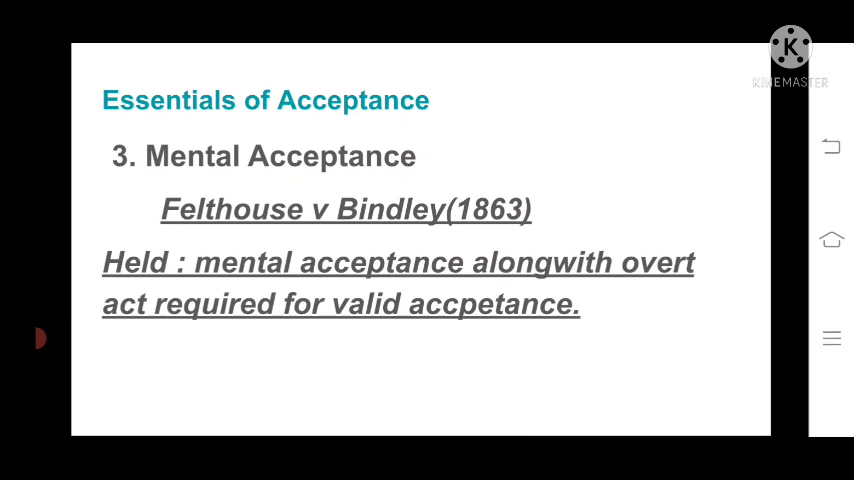 K
KINEMASTER
Essentials of Acceptance
3. Mental Acceptance
Felthouse v Bindley(1863)
Held : mental acceptance alongwith overt
act required for valid accpetance.